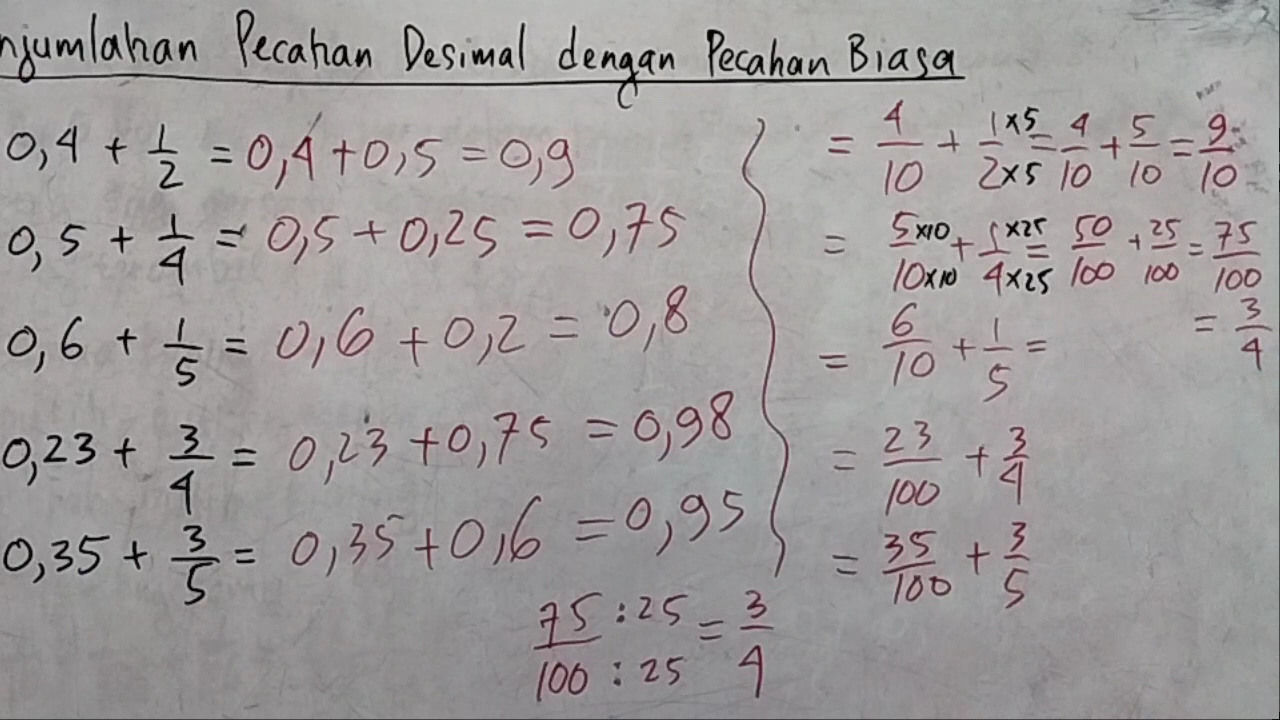 njumlahan Pecahan Desimal dengan Pecahan Biasa
0,4 + 1/2 = 0,4 + 0,5 = 0,9
0,5 + 1/4 = 0,5 + 0,25 = 0,75
0,6 + 1/5 = 0,6 + 0,2 = 0,8
0,23 + 3/4 = 0,23 + 0,75 = 0,98
0,35 + 3/5 = 0,35 + 0,6 = 0,95
75 : 25 / 100 : 25 = 3/4
= 4/10 + 1×5 / 2×5 = 4/10 + 5/10 = 9/10
= 5×10 / 10×10 + 1×25 / 4×25 = 50/100 + 25/100 = 75/100
= 3/4
= 6/10 + 1/5 =
= 23/100 + 3/4
= 35/100 + 3/5